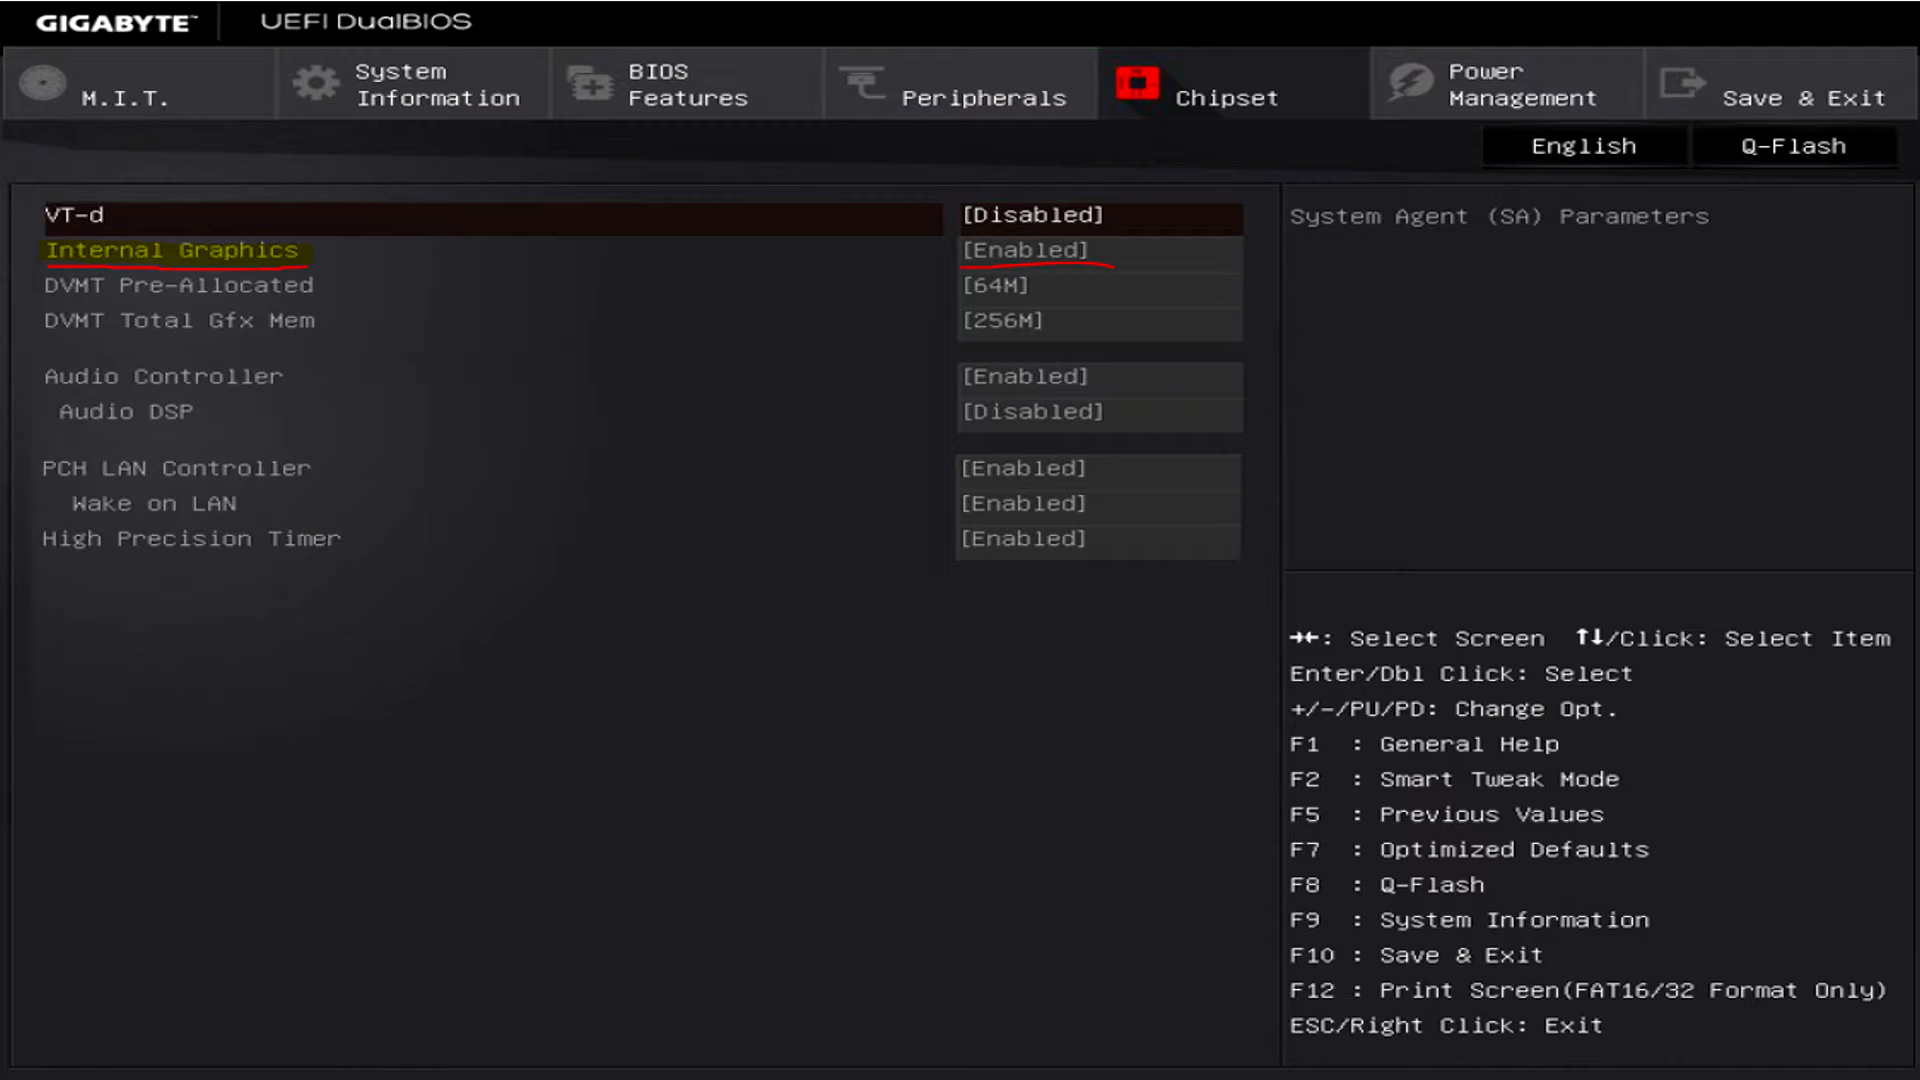 GIGABYTE™ UEFI DualBIOS
M.I.T.
System
Information
BIOS
Features
Peripherals
Chipset
Power
Management
Save & Exit
English
Q-Flash
VT-d [Disabled]
Internal Graphics [Enabled]
DVMT Pre-Allocated [64M]
DVMT Total Gfx Mem [256M]
Audio Controller [Enabled]
Audio DSP [Disabled]
PCH LAN Controller [Enabled]
Wake on LAN [Enabled]
High Precision Timer [Enabled]
System Agent (SA) Parameters
→←: Select Screen ↑↓/Click: Select Item
Enter/Dbl Click: Select
+/-/PU/PD: Change Opt.
F1 : General Help
F2 : Smart Tweak Mode
F5 : Previous Values
F7 : Optimized Defaults
F8 : Q-Flash
F9 : System Information
F10 : Save & Exit
F12 : Print Screen(FAT16/32 Format Only)
ESC/Right Click: Exit